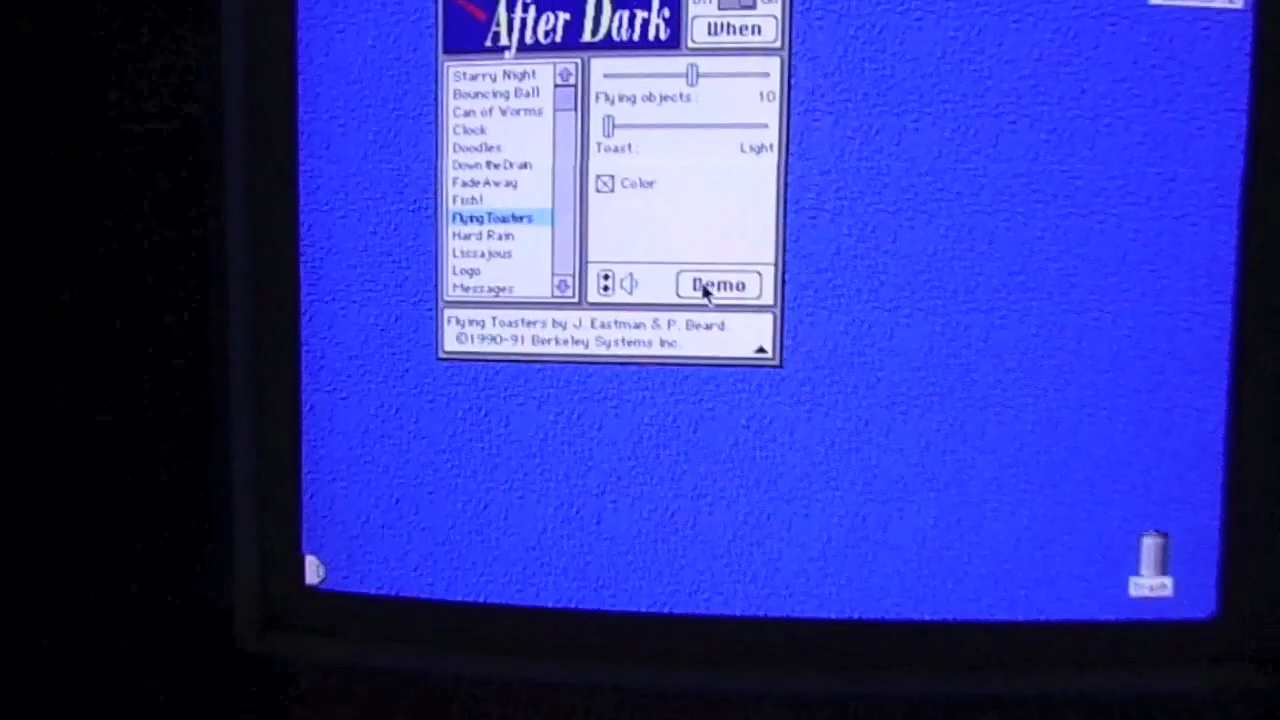 After Dark
When
Starry Night
Bouncing Ball
Can of Worms
Clock
Doodles
Down the Drain
Fade Away
Fish!
Flying Toasters
Hard Rain
Lissajous
Logo
Messages
Flying objects: 10
Toast: Light
Color
Demo
Flying Toasters by J. Eastman & P. Beard.
©1990-91 Berkeley Systems Inc.
Trash